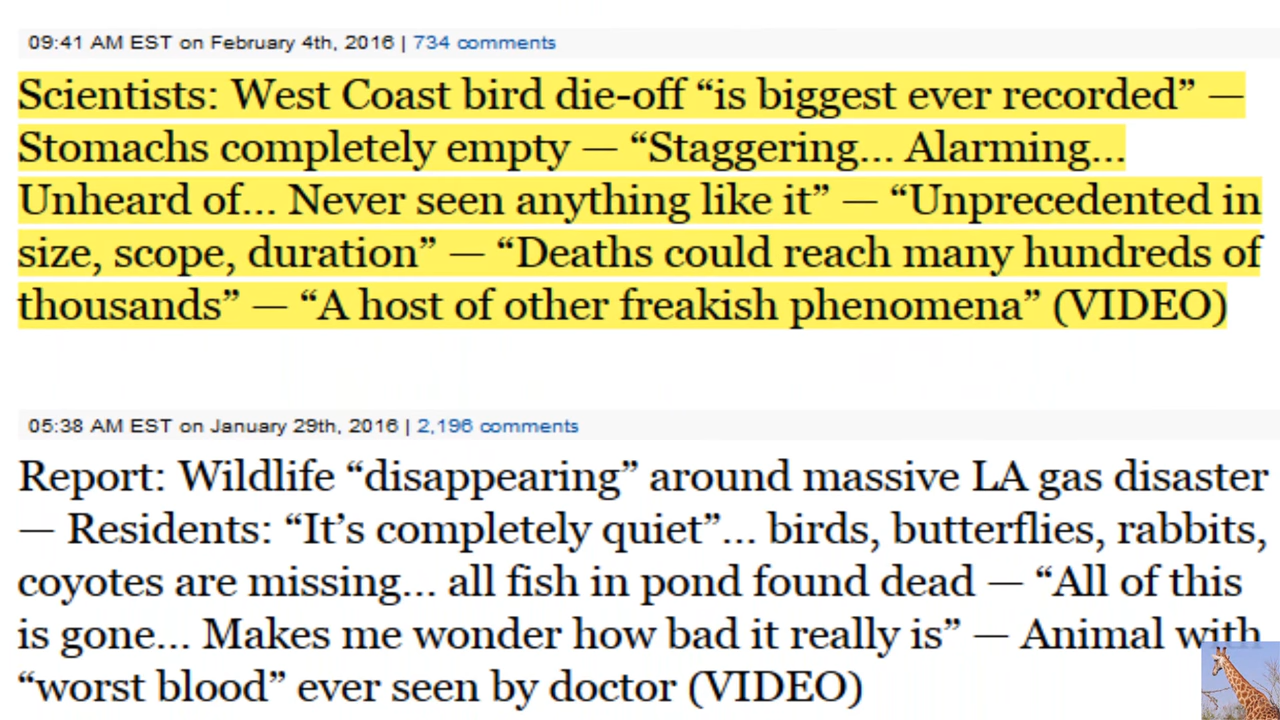 09:41 AM EST on February 4th, 2016 | 734 comments
Scientists: West Coast bird die-off “is biggest ever recorded” —
Stomachs completely empty — “Staggering… Alarming…
Unheard of… Never seen anything like it” — “Unprecedented in
size, scope, duration” — “Deaths could reach many hundreds of
thousands” — “A host of other freakish phenomena” (VIDEO)
05:38 AM EST on January 29th, 2016 | 2,196 comments
Report: Wildlife “disappearing” around massive LA gas disaster
— Residents: “It’s completely quiet”… birds, butterflies, rabbits,
coyotes are missing… all fish in pond found dead — “All of this
is gone… Makes me wonder how bad it really is” — Animal with
“worst blood” ever seen by doctor (VIDEO)